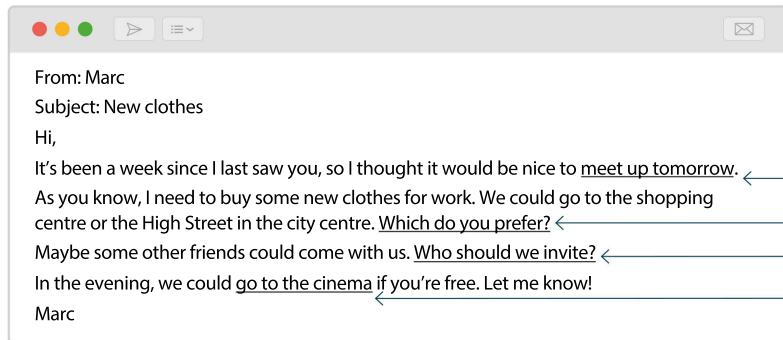 From: Marc
Subject: New clothes
Hi,
It’s been a week since I last saw you, so I thought it would be nice to meet up tomorrow.
As you know, I need to buy some new clothes for work. We could go to the shopping
centre or the High Street in the city centre. Which do you prefer?
Maybe some other friends could come with us. Who should we invite?
In the evening, we could go to the cinema if you’re free. Let me know!
Marc